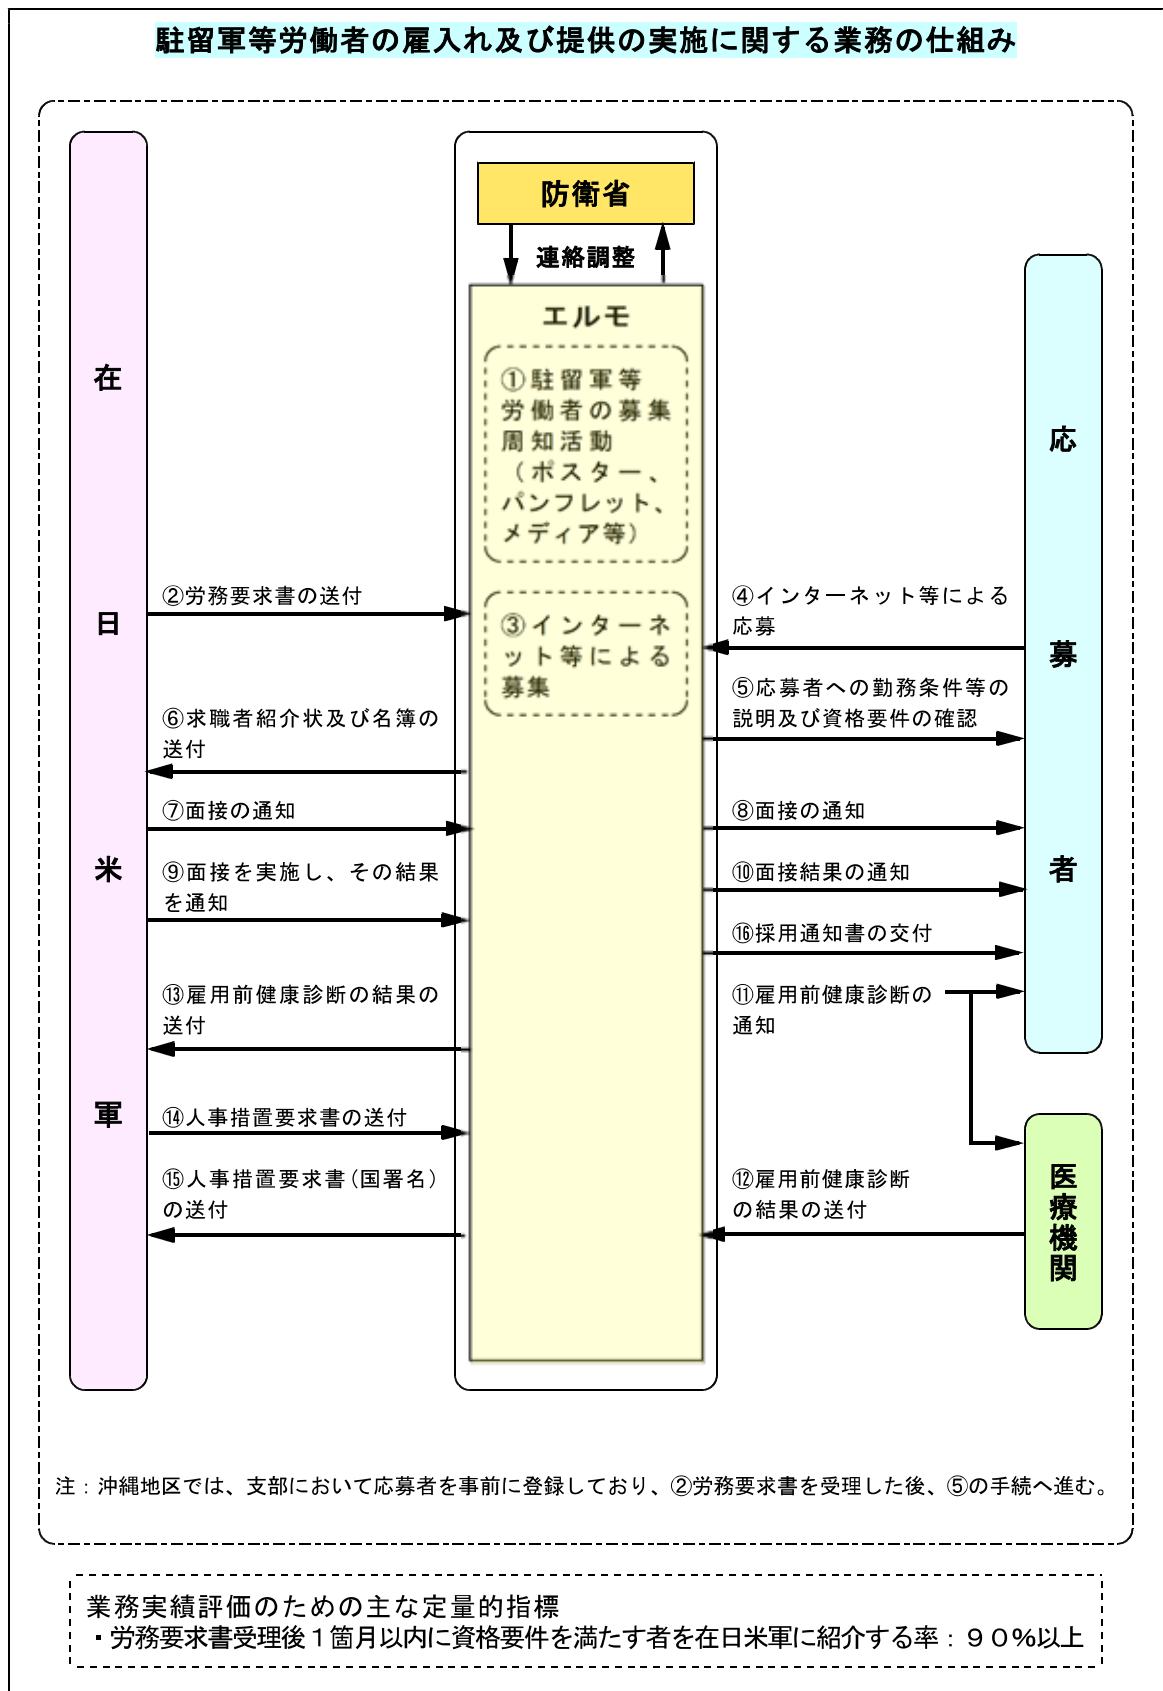 駐留軍等労働者の雇入れ及び提供の実施に関する業務の仕組み
防衛省
連絡調整
エルモ
①駐留軍等
労働者の募集
周知活動
（ポスター、
パンフレット、
メディア等）
③インターネ
ット等による
募集
在
日
米
軍
②労務要求書の送付
⑥求職者紹介状及び名簿の
送付
⑦面接の通知
⑨面接を実施し、その結果
を通知
⑬雇用前健康診断の結果の
送付
⑭人事措置要求書の送付
⑮人事措置要求書(国署名)
の送付
④インターネット等による
応募
⑤応募者への勤務条件等の
説明及び資格要件の確認
⑧面接の通知
⑩面接結果の通知
⑯採用通知書の交付
⑪雇用前健康診断の
通知
⑫雇用前健康診断
の結果の送付
応
募
者
医
療
機
関
注：沖縄地区では、支部において応募者を事前に登録しており、②労務要求書を受理した後、⑤の手続へ進む。
業務実績評価のための主な定量的指標
・労務要求書受理後１箇月以内に資格要件を満たす者を在日米軍に紹介する率：９０％以上